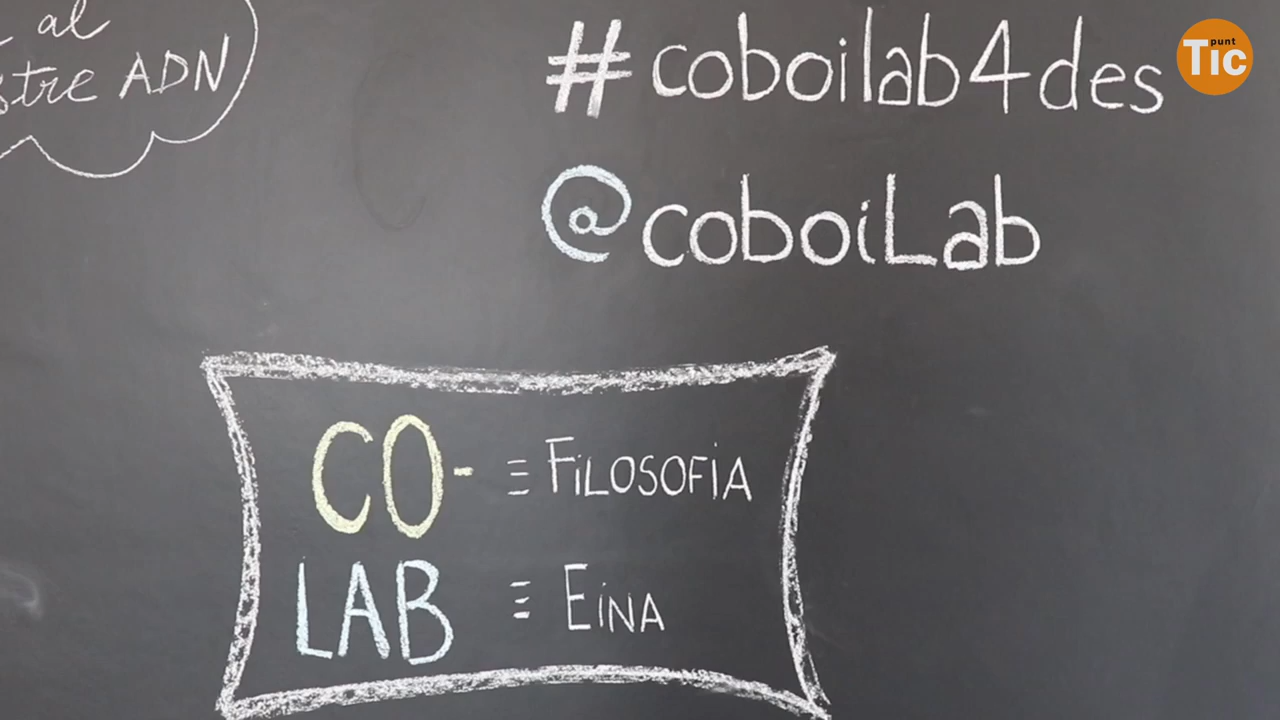 al
ADN
#coboilab4des
@coboiLab
CO- ≡ FiLOSOFiA
LAB ≡ EiNA
punt
Tic